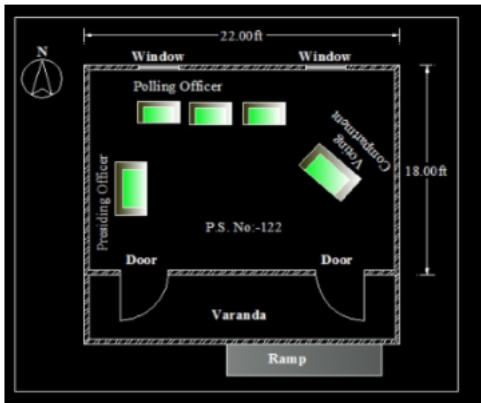 22.00ft
N
Window
Window
Polling Officer
Voting
Compartment
18.00ft
Presiding Officer
P.S. No:-122
Door
Door
Varanda
Ramp